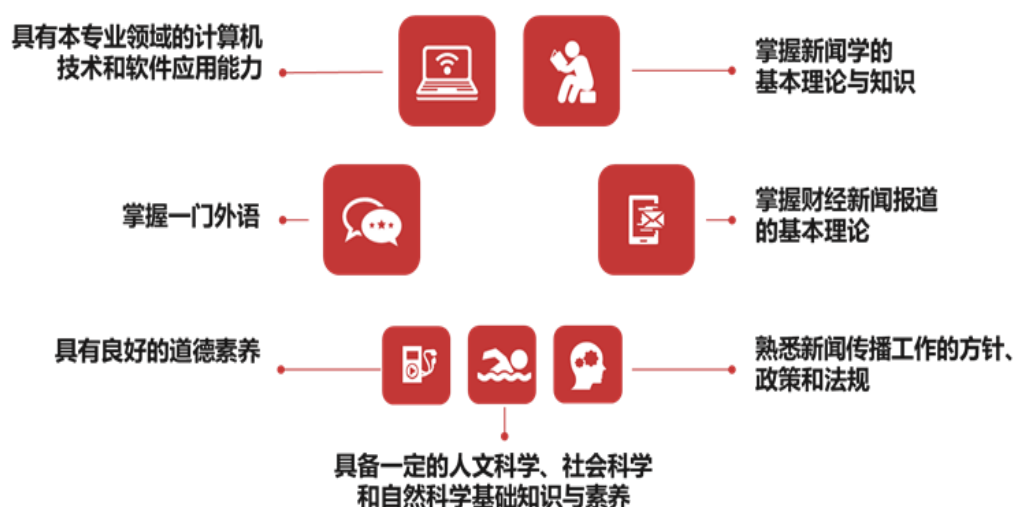 具有本专业领域的计算机
技术和软件应用能力
掌握新闻学的
基本理论与知识
掌握一门外语
掌握财经新闻报道
的基本理论
具有良好的道德素养
熟悉新闻传播工作的方针、
政策和法规
具备一定的人文科学、社会科学
和自然科学基础知识与素养